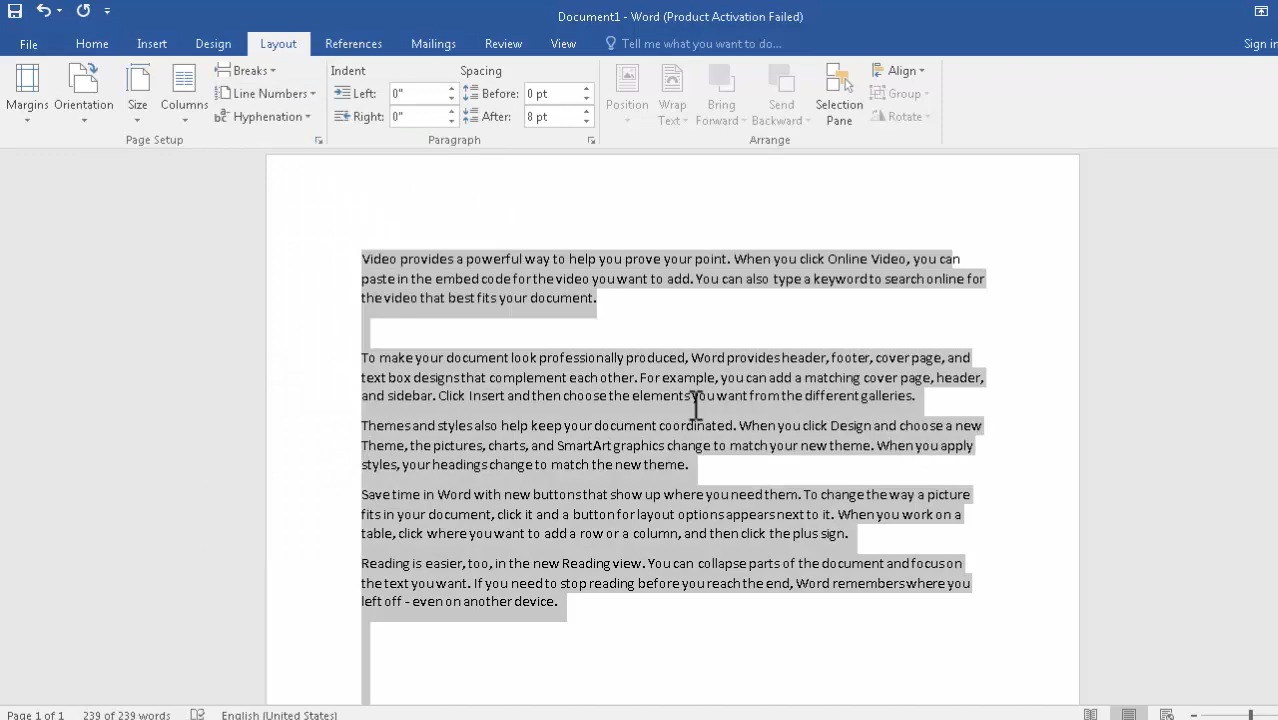 Document1 - Word (Product Activation Failed)
File Home Insert Design Layout References Mailings Review View Tell me what you want to do... Sign in
Margins Orientation Size Columns
Breaks
Line Numbers
Hyphenation
Page Setup
Indent Spacing
Left: 0" Before: 0 pt
Right: 0" After: 8 pt
Paragraph
Position
Wrap Text
Bring Forward
Send Backward
Selection Pane
Align
Group
Rotate
Arrange
Video provides a powerful way to help you prove your point. When you click Online Video, you can
paste in the embed code for the video you want to add. You can also type a keyword to search online for
the video that best fits your document.
To make your document look professionally produced, Word provides header, footer, cover page, and
text box designs that complement each other. For example, you can add a matching cover page, header,
and sidebar. Click Insert and then choose the elements you want from the different galleries.
Themes and styles also help keep your document coordinated. When you click Design and choose a new
Theme, the pictures, charts, and SmartArt graphics change to match your new theme. When you apply
styles, your headings change to match the new theme.
Save time in Word with new buttons that show up where you need them. To change the way a picture
fits in your document, click it and a button for layout options appears next to it. When you work on a
table, click where you want to add a row or a column, and then click the plus sign.
Reading is easier, too, in the new Reading view. You can collapse parts of the document and focus on
the text you want. If you need to stop reading before you reach the end, Word remembers where you
left off - even on another device.
Page 1 of 1 239 of 239 words English (United States)